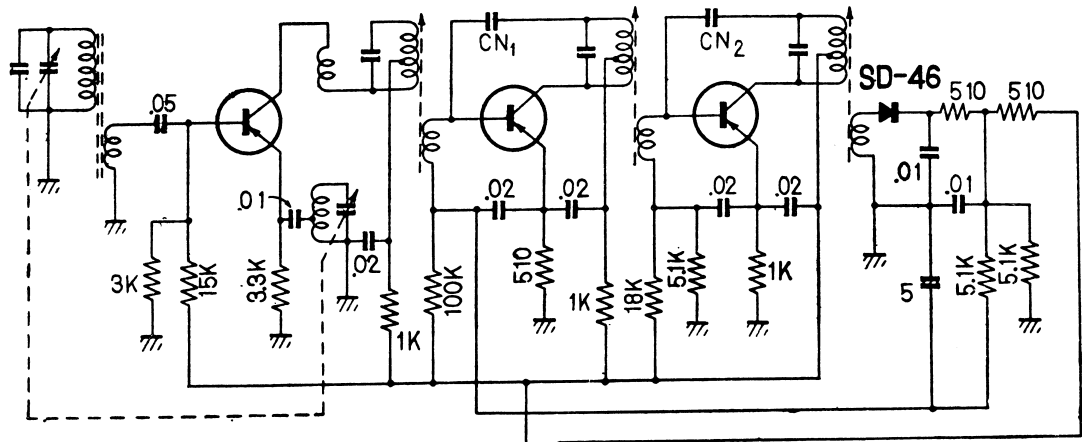 CN₁
CN₂
SD-46
510
510
.05
.01
.02
.02
.02
.02
.02
.01
.01
3K
15K
3.3K
1K
100K
510
1K
18K
5.1K
1K
5
5.1K
5.1K